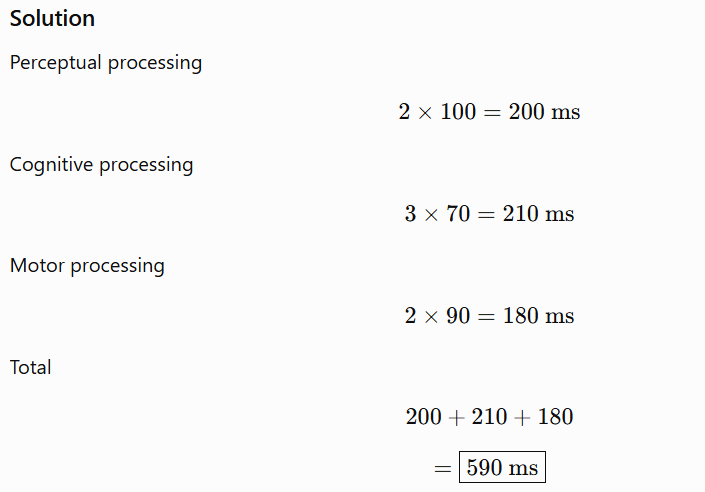 Solution
Perceptual processing
2 × 100 = 200 ms
Cognitive processing
3 × 70 = 210 ms
Motor processing
2 × 90 = 180 ms
Total
200 + 210 + 180
= 590 ms